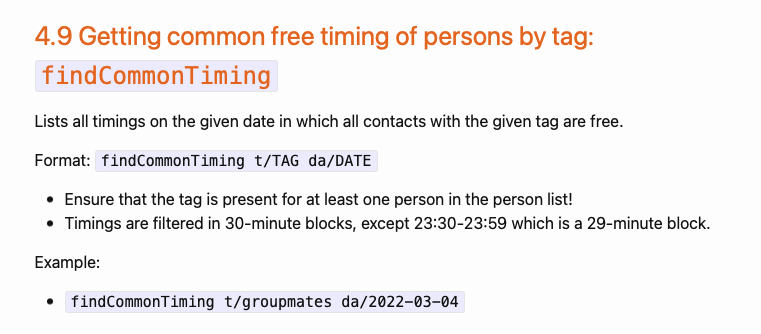 4.9 Getting common free timing of persons by tag:
findCommonTiming
Lists all timings on the given date in which all contacts with the given tag are free.
Format: findCommonTiming t/TAG da/DATE
• Ensure that the tag is present for at least one person in the person list!
• Timings are filtered in 30-minute blocks, except 23:30-23:59 which is a 29-minute block.
Example:
• findCommonTiming t/groupmates da/2022-03-04